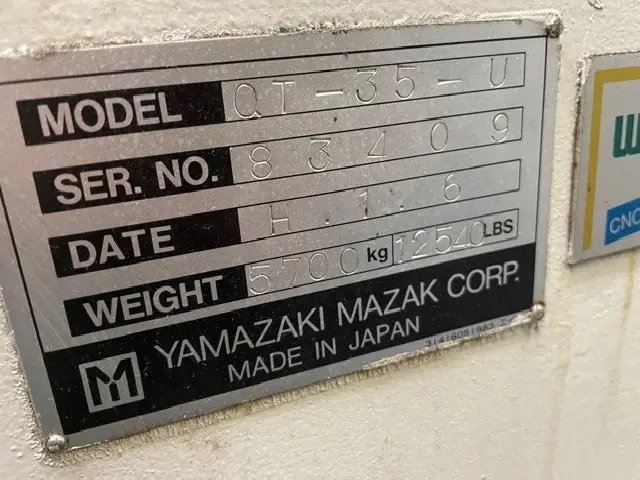 MODEL QT-35-U
SER. NO. 83409
DATE H.1.6
WEIGHT 5700 kg 12540 LBS
YAMAZAKI MAZAK CORP.
MADE IN JAPAN
W
CNC